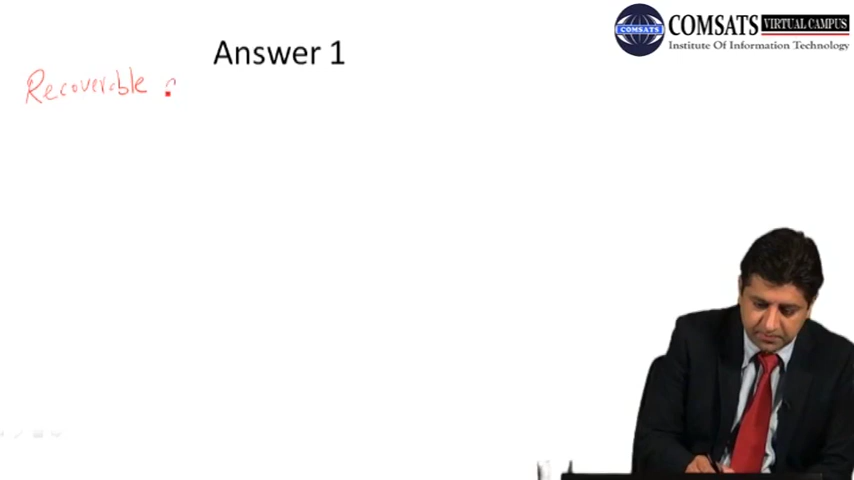 COMSATS VIRTUAL CAMPUS
COMSATS
Institute Of Information Technology
Answer 1
Recoverable :